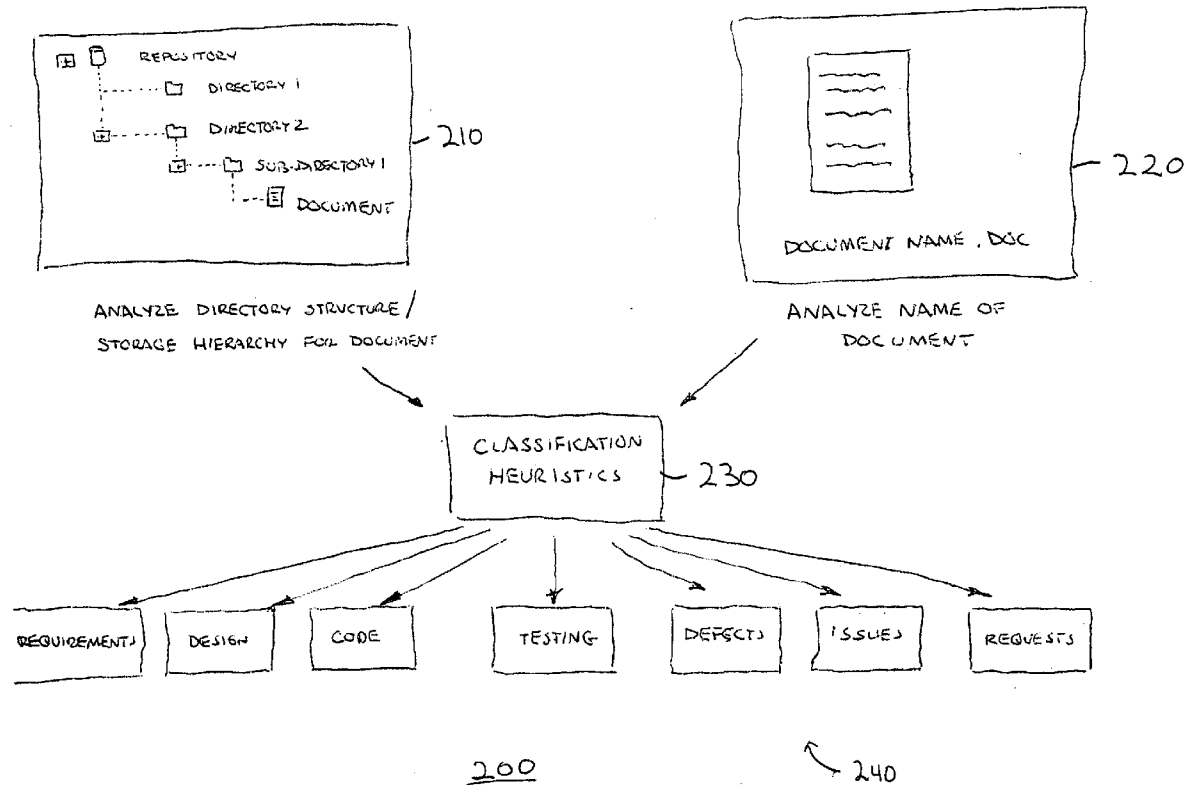 REPOSITORY
DIRECTORY 1
DIRECTORY 2
SUB-DIRECTORY 1
DOCUMENT
210
DOCUMENT NAME.DOC
220
ANALYZE DIRECTORY STRUCTURE/
STORAGE HIERARCHY FOR DOCUMENT
ANALYZE NAME OF
DOCUMENT
CLASSIFICATION
HEURISTICS
230
REQUIREMENTS
DESIGN
CODE
TESTING
DEFECTS
ISSUES
REQUESTS
200
240